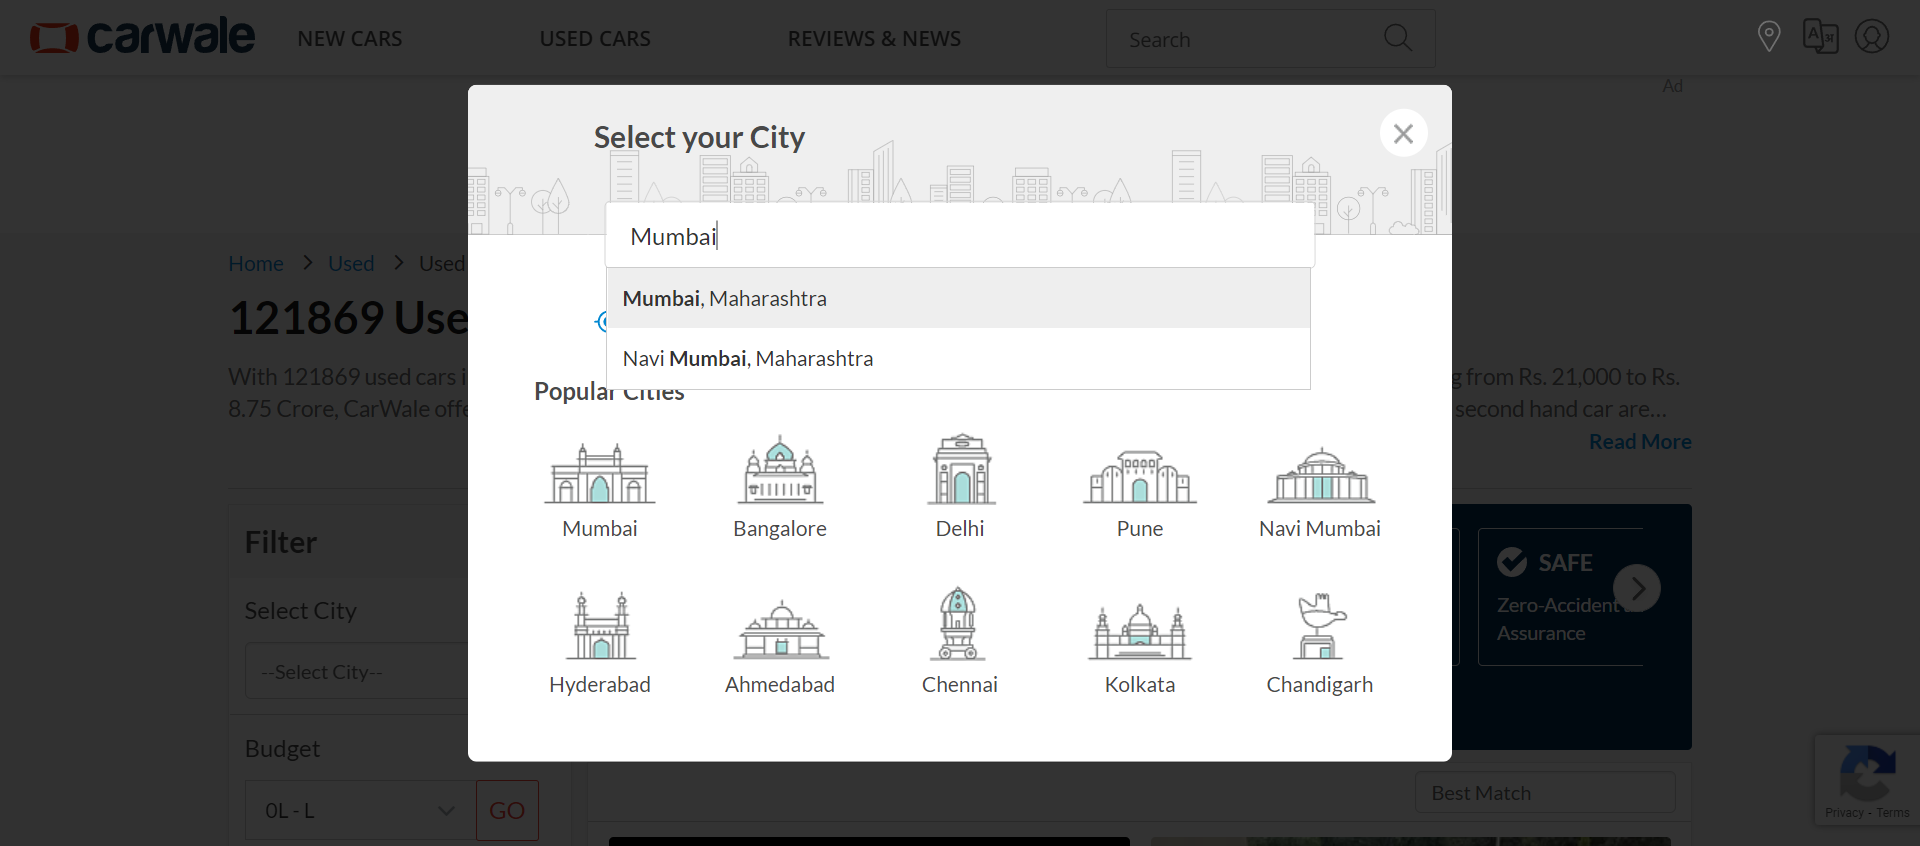 carwale NEW CARS USED CARS REVIEWS & NEWS Search
Ad
Select your City
Mumbai
Home > Used > Used
Mumbai, Maharashtra
121869 Use
Navi Mumbai, Maharashtra
With 121869 used cars i
g from Rs. 21,000 to Rs.
Popular Cities
8.75 Crore, CarWale offe
second hand car are...
Read More
Mumbai Bangalore Delhi Pune Navi Mumbai
Filter
SAFE
Zero-Accident
Assurance
Select City
--Select City--
Hyderabad Ahmedabad Chennai Kolkata Chandigarh
Budget
0L - L GO
Best Match
Privacy - Terms